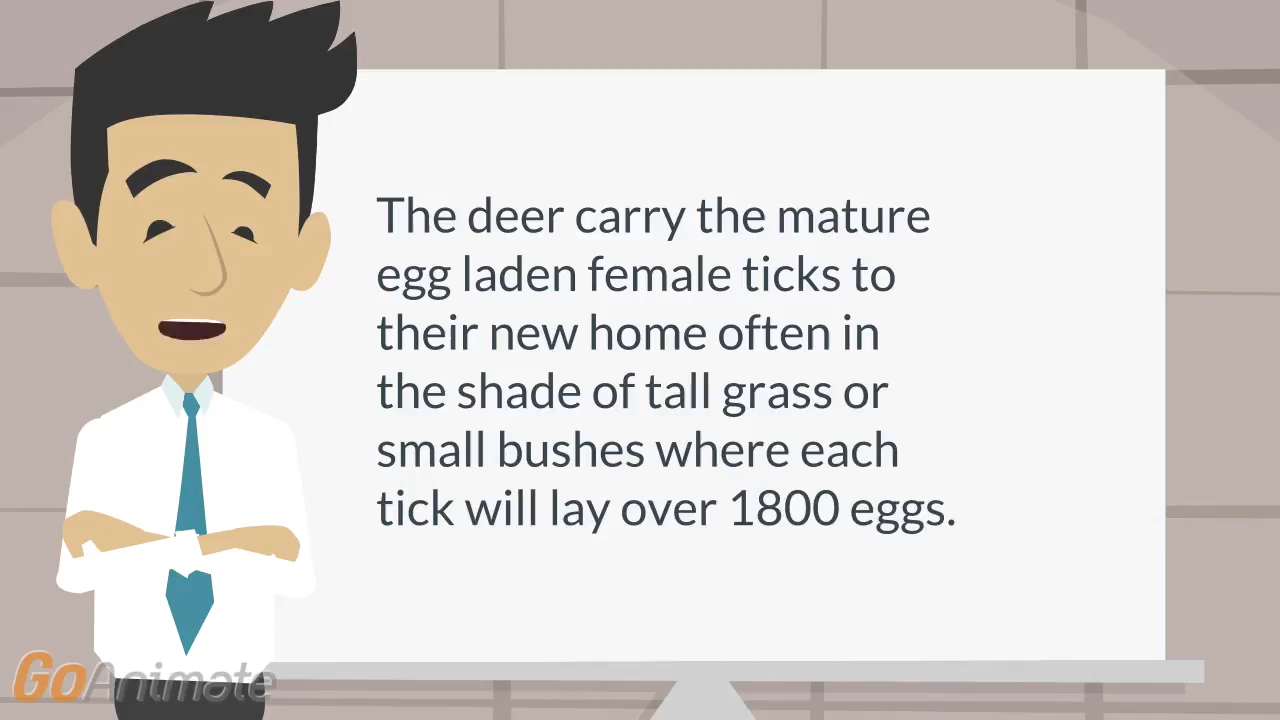 The deer carry the mature
egg laden female ticks to
their new home often in
the shade of tall grass or
small bushes where each
tick will lay over 1800 eggs.
GoAnimate